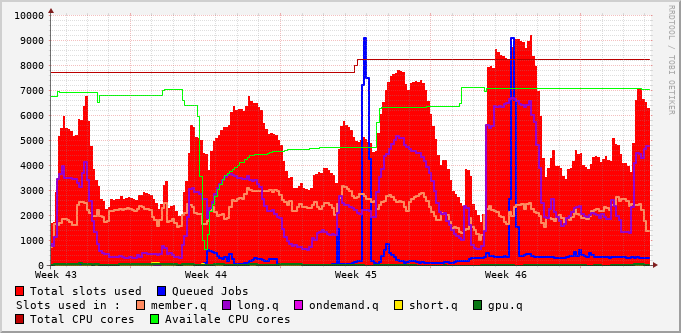 10000
9000
8000
7000
6000
5000
4000
3000
2000
1000
0
Week 43 Week 44 Week 45 Week 46
RRDTOOL / TOBI OETIKER
Total slots used Queued Jobs
Slots used in : member.q long.q ondemand.q short.q gpu.q
Total CPU cores Availale CPU cores